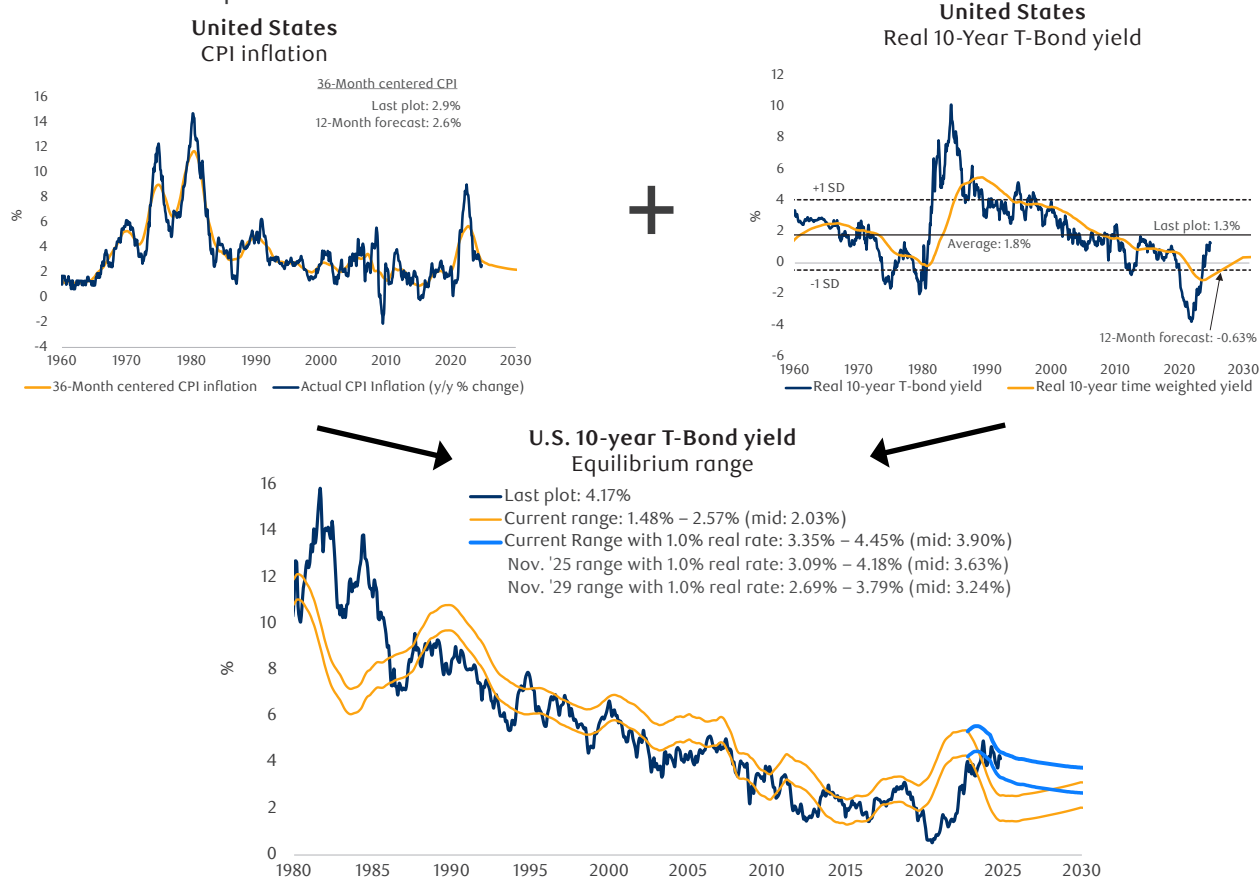 United States
CPI inflation
36-Month centered CPI
Last plot: 2.9%
12-Month forecast: 2.6%
16
14
12
10
8
6
4
2
0
-2
-4
%
1960 1970 1980 1990 2000 2010 2020 2030
36-Month centered CPI inflation Actual CPI Inflation (y/y % change)
+
United States
Real 10-Year T-Bond yield
12
10
8
6
4
2
0
-2
-4
-6
%
+1 SD
Last plot: 1.3%
Average: 1.8%
-1 SD
12-Month forecast: -0.63%
1960 1970 1980 1990 2000 2010 2020 2030
Real 10-year T-bond yield Real 10-year time weighted yield
U.S. 10-year T-Bond yield
Equilibrium range
Last plot: 4.17%
Current range: 1.48% – 2.57% (mid: 2.03%)
Current Range with 1.0% real rate: 3.35% – 4.45% (mid: 3.90%)
Nov. '25 range with 1.0% real rate: 3.09% – 4.18% (mid: 3.63%)
Nov. '29 range with 1.0% real rate: 2.69% – 3.79% (mid: 3.24%)
16
14
12
10
8
6
4
2
0
%
1980 1985 1990 1995 2000 2005 2010 2015 2020 2025 2030